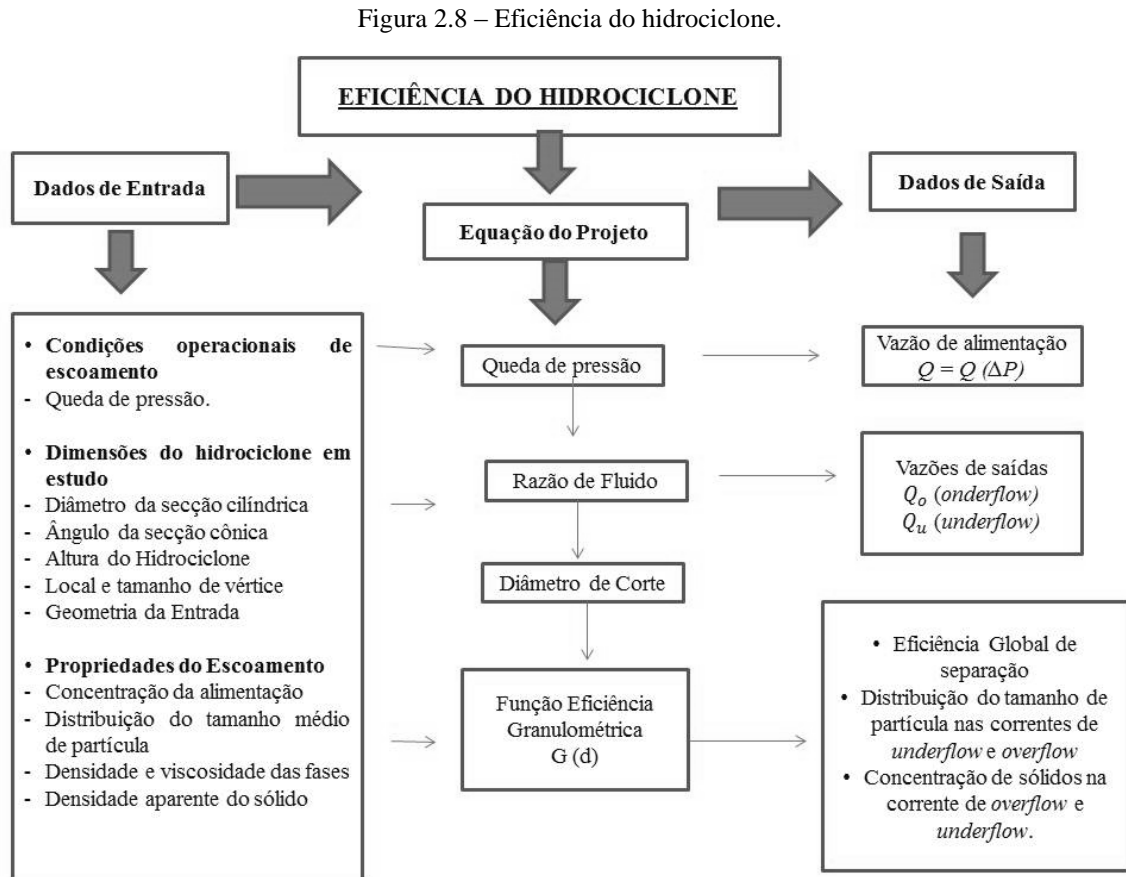 Figura 2.8 – Eficiência do hidrociclone.
EFICIÊNCIA DO HIDROCICLONE
Dados de Entrada
Equação do Projeto
Dados de Saída
• Condições operacionais de
escoamento
- Queda de pressão.
• Dimensões do hidrociclone em
estudo
- Diâmetro da secção cilíndrica
- Ângulo da secção cônica
- Altura do Hidrociclone
- Local e tamanho de vértice
- Geometria da Entrada
• Propriedades do Escoamento
- Concentração da alimentação
- Distribuição do tamanho médio
de partícula
- Densidade e viscosidade das fases
- Densidade aparente do sólido
Queda de pressão
Razão de Fluido
Diâmetro de Corte
Função Eficiência
Granulométrica
G (d)
Vazão de alimentação
Q = Q (ΔP)
Vazões de saídas
Qₒ (onderflow)
Qᵤ (underflow)
• Eficiência Global de
separação
• Distribuição do tamanho de
partícula nas correntes de
underflow e overflow
• Concentração de sólidos na
corrente de overflow e
underflow.